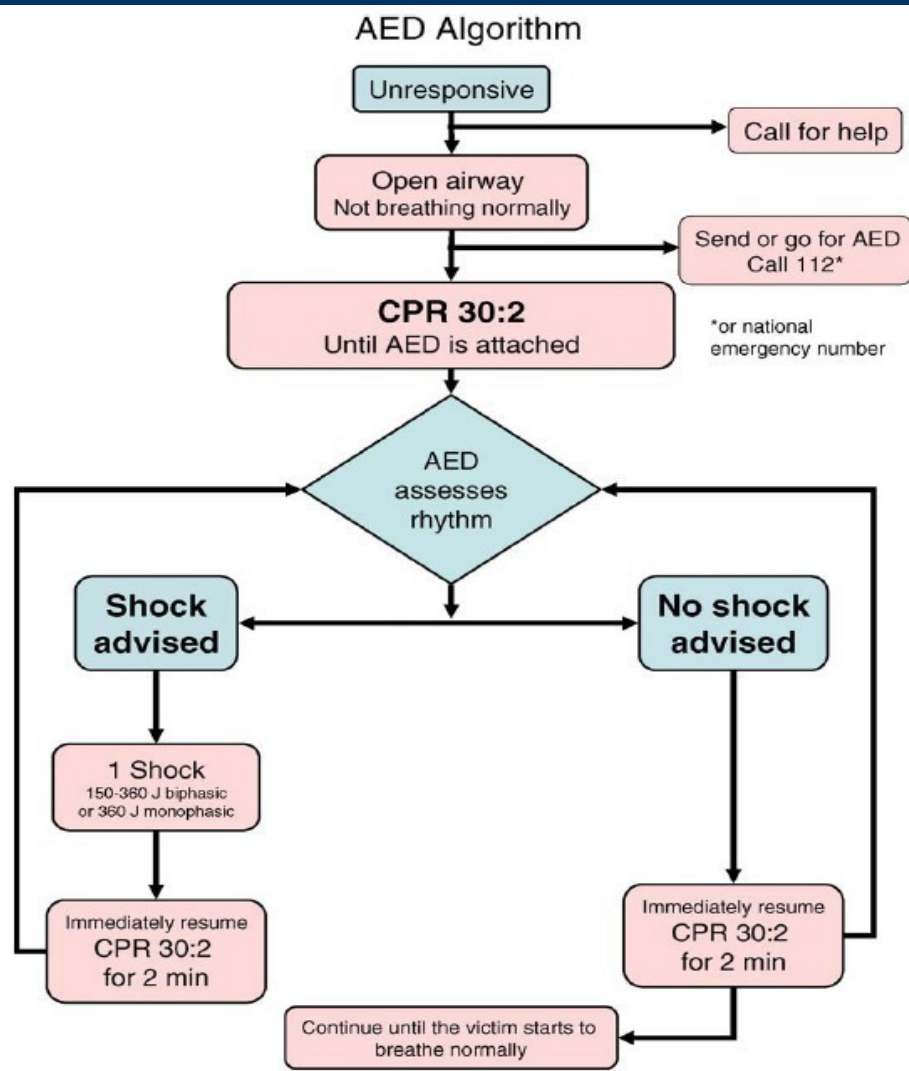 AED Algorithm
Unresponsive
Call for help
Open airway
Not breathing normally
Send or go for AED
Call 112*
CPR 30:2
Until AED is attached
*or national
emergency number
AED
assesses
rhythm
Shock
advised
No shock
advised
1 Shock
150-360 J biphasic
or 360 J monophasic
Immediately resume
CPR 30:2
for 2 min
Immediately resume
CPR 30:2
for 2 min
Continue until the victim starts to
breathe normally